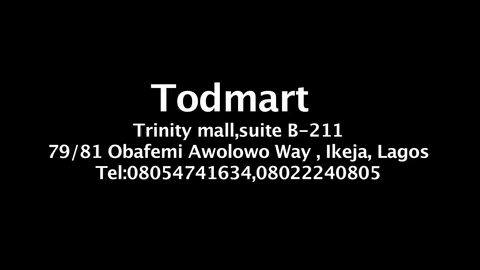 Todmart
Trinity mall,suite B-211
79/81 Obafemi Awolowo Way , Ikeja, Lagos
Tel:08054741634,08022240805